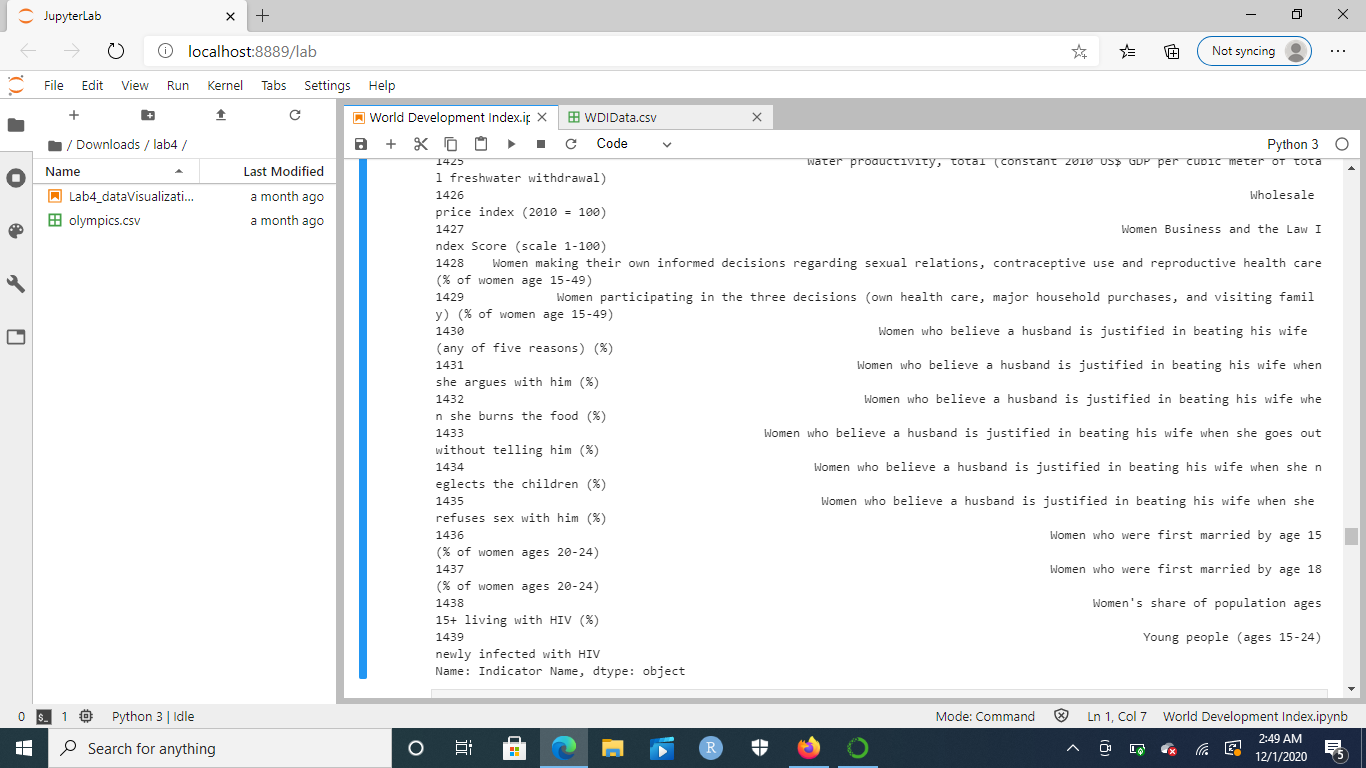 JupyterLab
localhost:8889/lab
Not syncing
File Edit View Run Kernel Tabs Settings Help
World Development Index.ip
WDIData.csv
/ Downloads / lab4 /
Code
Python 3
Name Last Modified
Lab4_dataVisualizati... a month ago
olympics.csv a month ago
1425 Water productivity, total (constant 2010 US$ GDP per cubic meter of tota
l freshwater withdrawal)
1426 Wholesale
price index (2010 = 100)
1427 Women Business and the Law I
ndex Score (scale 1-100)
1428 Women making their own informed decisions regarding sexual relations, contraceptive use and reproductive health care
(% of women age 15-49)
1429 Women participating in the three decisions (own health care, major household purchases, and visiting famil
y) (% of women age 15-49)
1430 Women who believe a husband is justified in beating his wife
(any of five reasons) (%)
1431 Women who believe a husband is justified in beating his wife when
she argues with him (%)
1432 Women who believe a husband is justified in beating his wife whe
n she burns the food (%)
1433 Women who believe a husband is justified in beating his wife when she goes out
without telling him (%)
1434 Women who believe a husband is justified in beating his wife when she n
eglects the children (%)
1435 Women who believe a husband is justified in beating his wife when she
refuses sex with him (%)
1436 Women who were first married by age 15
(% of women ages 20-24)
1437 Women who were first married by age 18
(% of women ages 20-24)
1438 Women's share of population ages
15+ living with HIV (%)
1439 Young people (ages 15-24)
newly infected with HIV
Name: Indicator Name, dtype: object
0 $_ 1 Python 3 | Idle
Mode: Command Ln 1, Col 7 World Development Index.ipynb
Search for anything
R
2:49 AM
12/1/2020
5